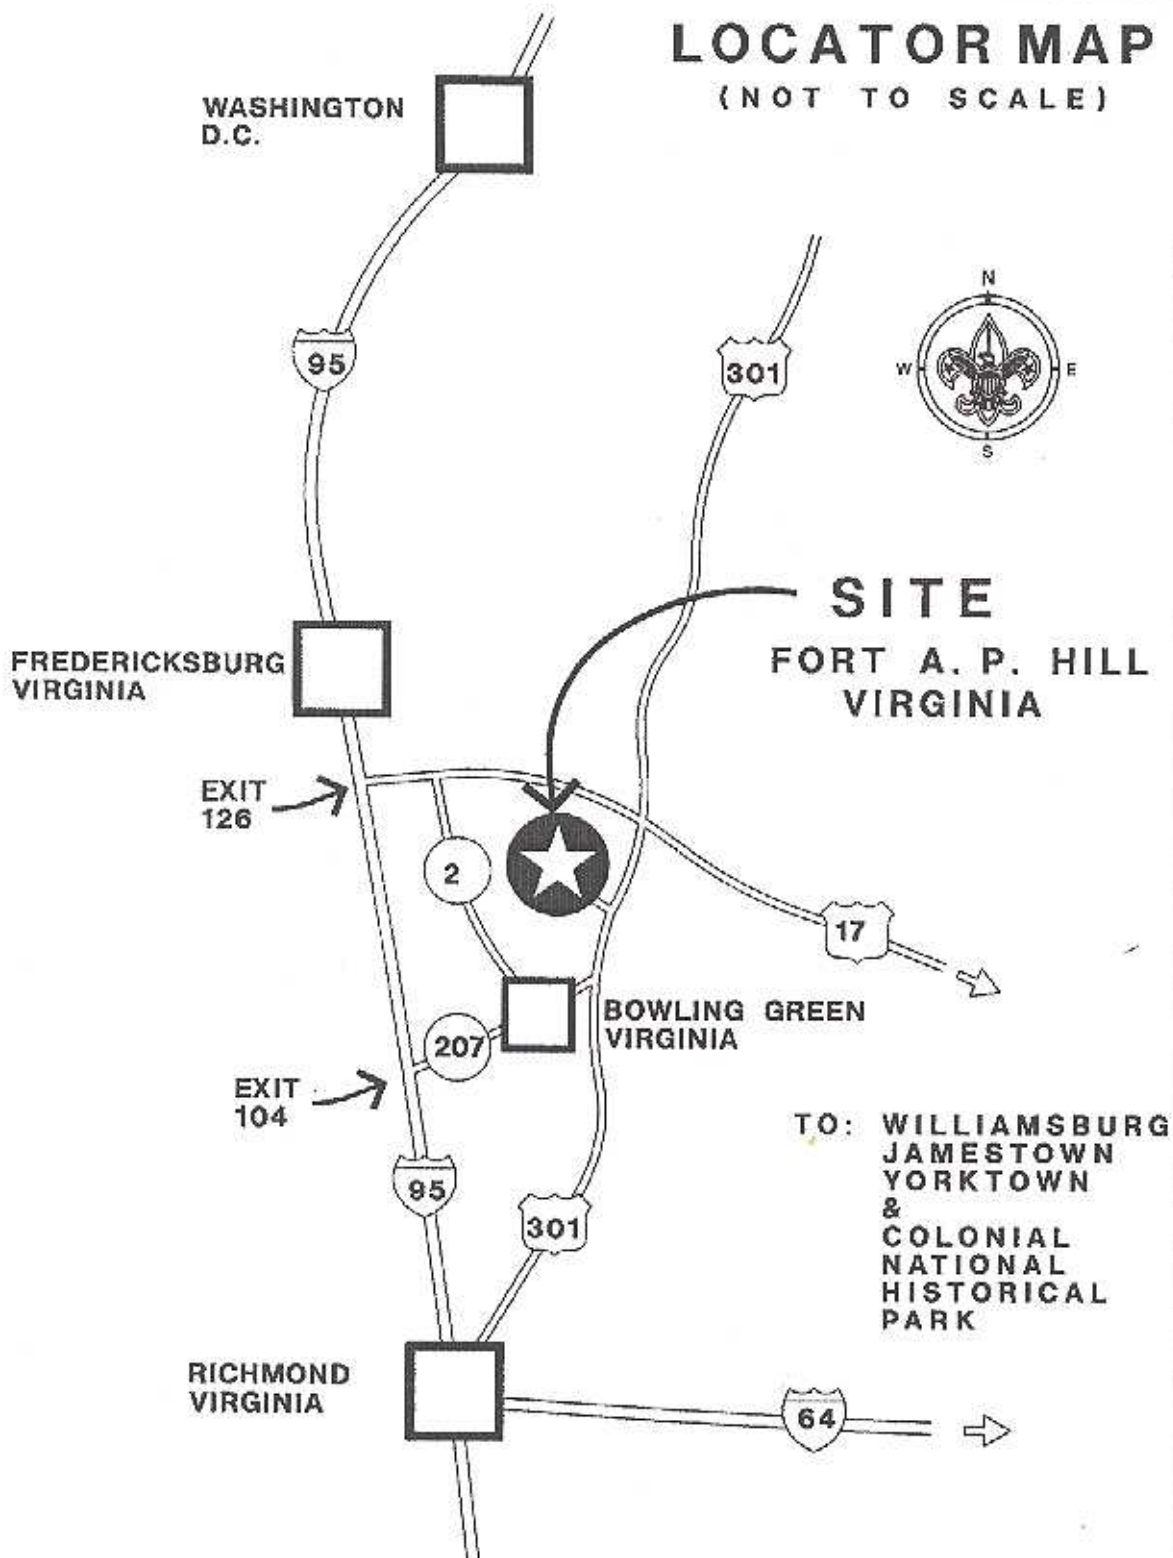 LOCATOR MAP
(NOT TO SCALE)
WASHINGTON
D.C.
N
W
E
S
95
301
SITE
FORT A. P. HILL
VIRGINIA
FREDERICKSBURG
VIRGINIA
EXIT
126
2
17
BOWLING GREEN
VIRGINIA
207
EXIT
104
TO: WILLIAMSBURG
JAMESTOWN
YORKTOWN
&
COLONIAL
NATIONAL
HISTORICAL
PARK
95
301
RICHMOND
VIRGINIA
64